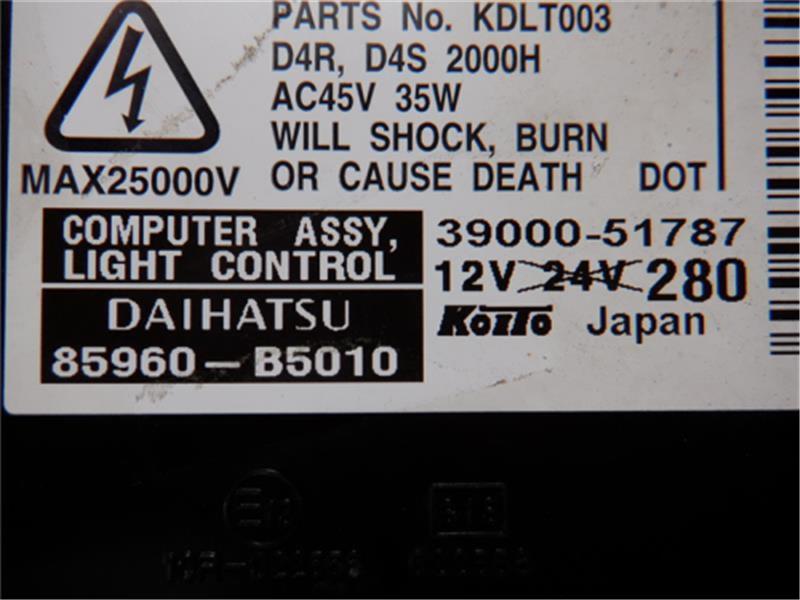 PARTS No. KDLT003
D4R, D4S 2000H
AC45V 35W
WILL SHOCK, BURN
OR CAUSE DEATH DOT
MAX25000V
COMPUTER ASSY,
LIGHT CONTROL
DAIHATSU
85960-B5010
39000-51787
12V 24V 280
KOITO Japan